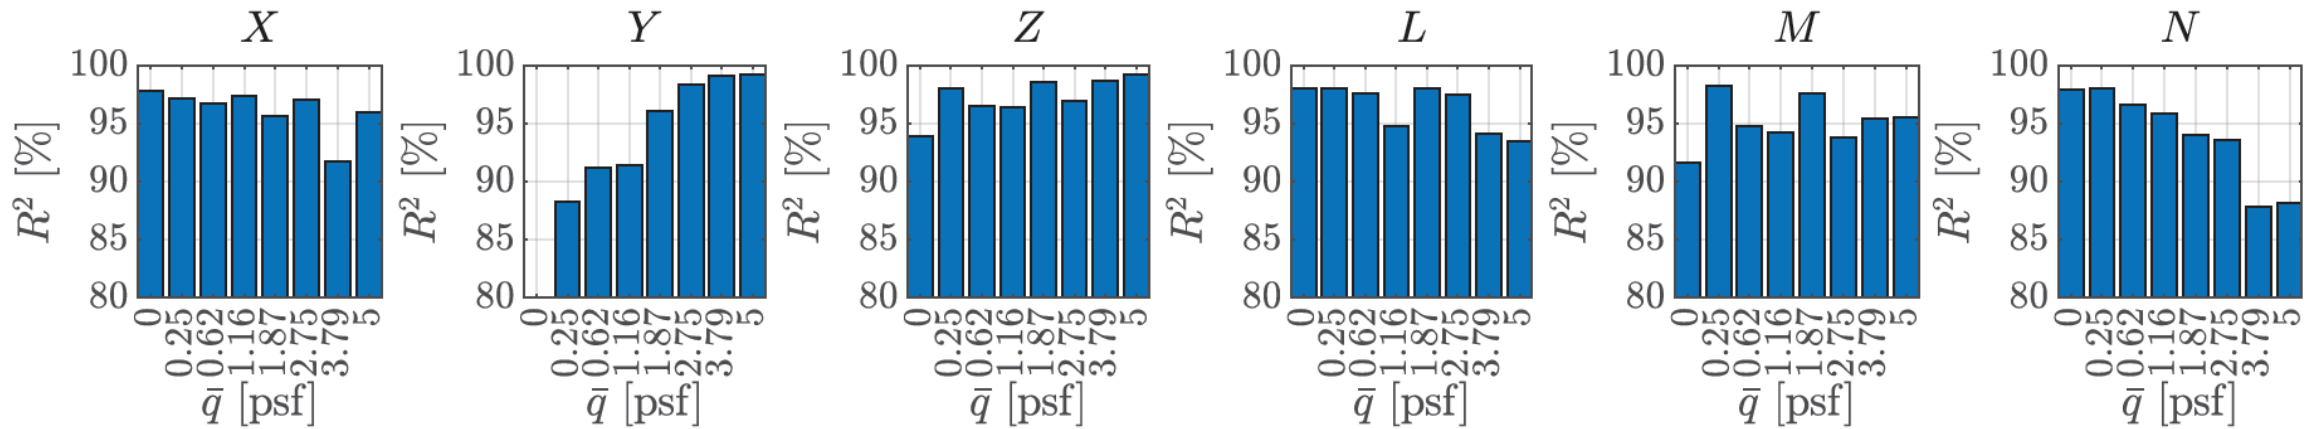 X Y Z L M N
100 100 100 100 100 100
95 95 95 95 95 95
90 90 90 90 90 90
85 85 85 85 85 85
80 80 80 80 80 80
R² [%] R² [%] R² [%] R² [%] R² [%] R² [%]
0 0.25 0.62 1.16 1.87 2.75 3.79 5 0 0.25 0.62 1.16 1.87 2.75 3.79 5 0 0.25 0.62 1.16 1.87 2.75 3.79 5 0 0.25 0.62 1.16 1.87 2.75 3.79 5 0 0.25 0.62 1.16 1.87 2.75 3.79 5 0 0.25 0.62 1.16 1.87 2.75 3.79 5
q̄ [psf] q̄ [psf] q̄ [psf] q̄ [psf] q̄ [psf] q̄ [psf]